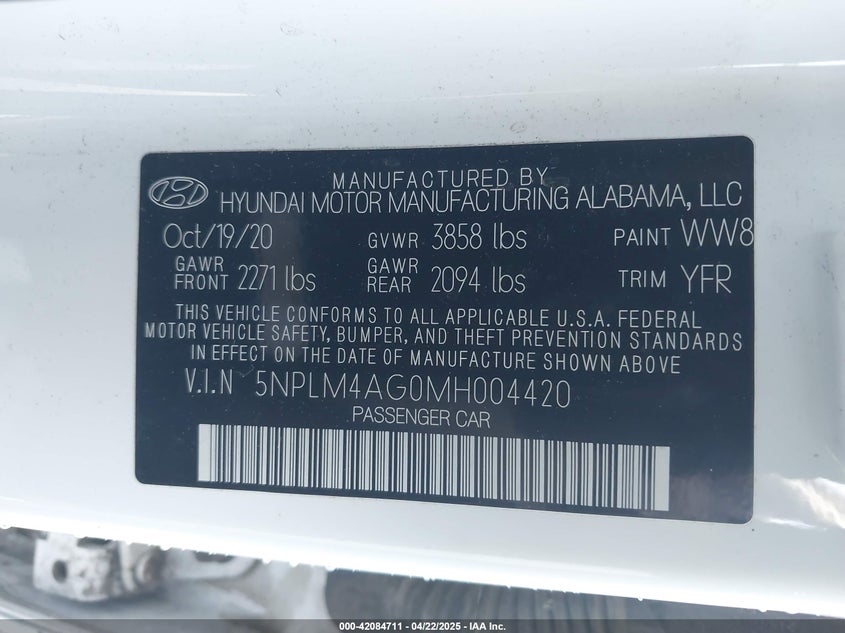 MANUFACTURED BY
HYUNDAI MOTOR MANUFACTURING ALABAMA, LLC
Oct/19/20 GVWR 3858 lbs PAINT WW8
GAWR FRONT 2271 lbs GAWR REAR 2094 lbs TRIM YFR
THIS VEHICLE CONFORMS TO ALL APPLICABLE U.S.A. FEDERAL
MOTOR VEHICLE SAFETY, BUMPER, AND THEFT PREVENTION STANDARDS
IN EFFECT ON THE DATE OF MANUFACTURE SHOWN ABOVE
V.I.N 5NPLM4AG0MH004420
PASSENGER CAR
000-42084711 - 04/22/2025 - IAA Inc.